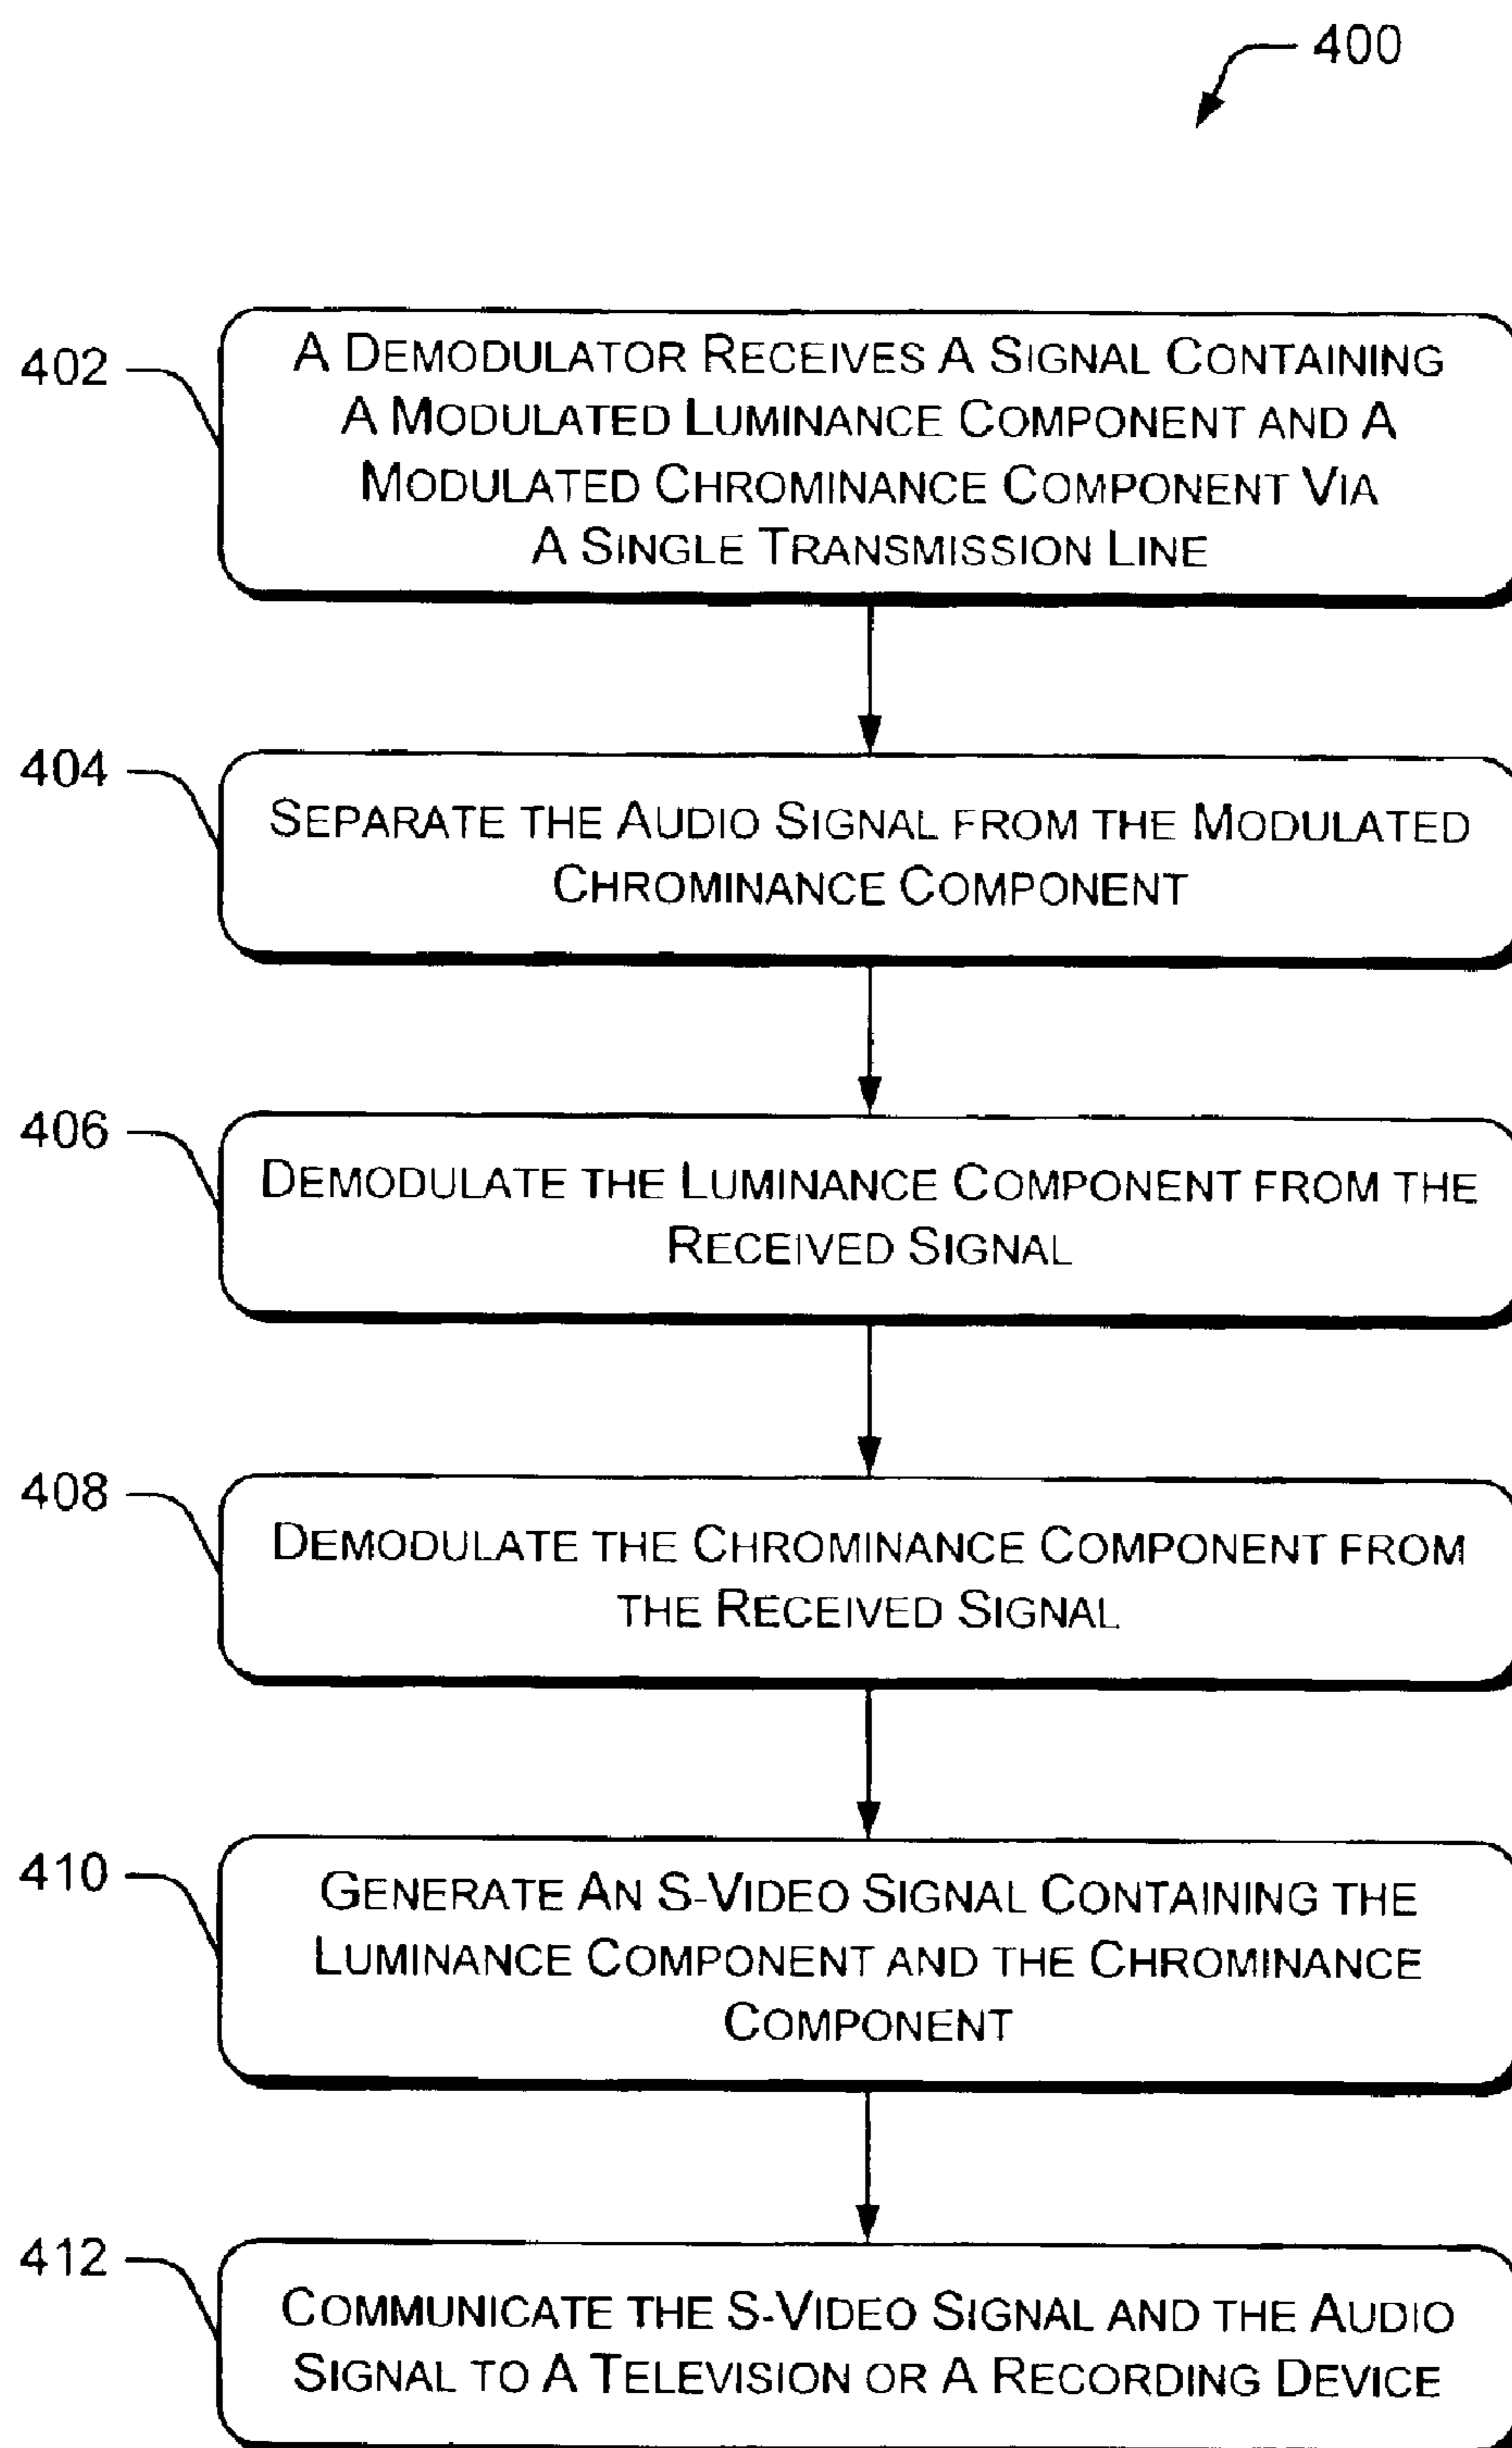 400
402
A DEMODULATOR RECEIVES A SIGNAL CONTAINING
A MODULATED LUMINANCE COMPONENT AND A
MODULATED CHROMINANCE COMPONENT VIA
A SINGLE TRANSMISSION LINE
404
SEPARATE THE AUDIO SIGNAL FROM THE MODULATED
CHROMINANCE COMPONENT
406
DEMODULATE THE LUMINANCE COMPONENT FROM THE
RECEIVED SIGNAL
408
DEMODULATE THE CHROMINANCE COMPONENT FROM
THE RECEIVED SIGNAL
410
GENERATE AN S-VIDEO SIGNAL CONTAINING THE
LUMINANCE COMPONENT AND THE CHROMINANCE
COMPONENT
412
COMMUNICATE THE S-VIDEO SIGNAL AND THE AUDIO
SIGNAL TO A TELEVISION OR A RECORDING DEVICE